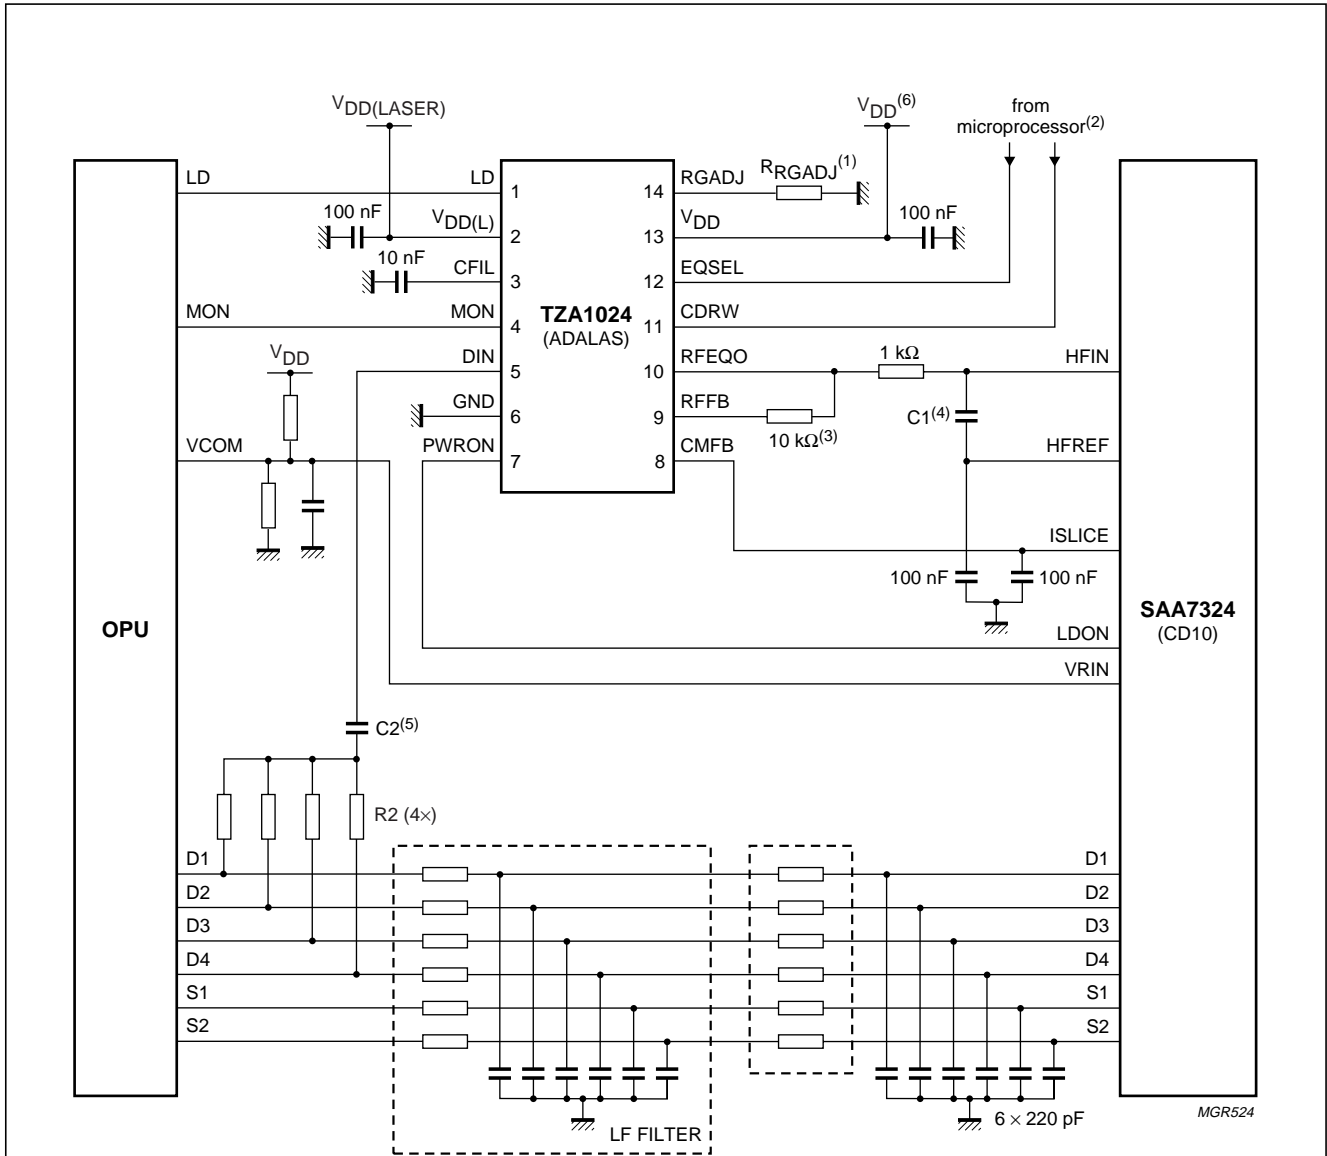 VDD(LASER)
VDD(6)
from
microprocessor(2)
LD
LD
1
14
RGADJ
RRGADJ(1)
100 nF
VDD(L)
2
13
VDD
100 nF
10 nF
CFIL
3
12
EQSEL
MON
MON
4
TZA1024
(ADALAS)
11
CDRW
VDD
DIN
5
10
RFEQO
1 kΩ
HFIN
GND
6
9
RFFB
10 kΩ(3)
C1(4)
VCOM
PWRON
7
8
CMFB
HFREF
ISLICE
100 nF
100 nF
OPU
SAA7324
(CD10)
LDON
VRIN
C2(5)
R2 (4×)
D1
D1
D2
D2
D3
D3
D4
D4
S1
S1
S2
S2
LF FILTER
6 × 220 pF
MGR524